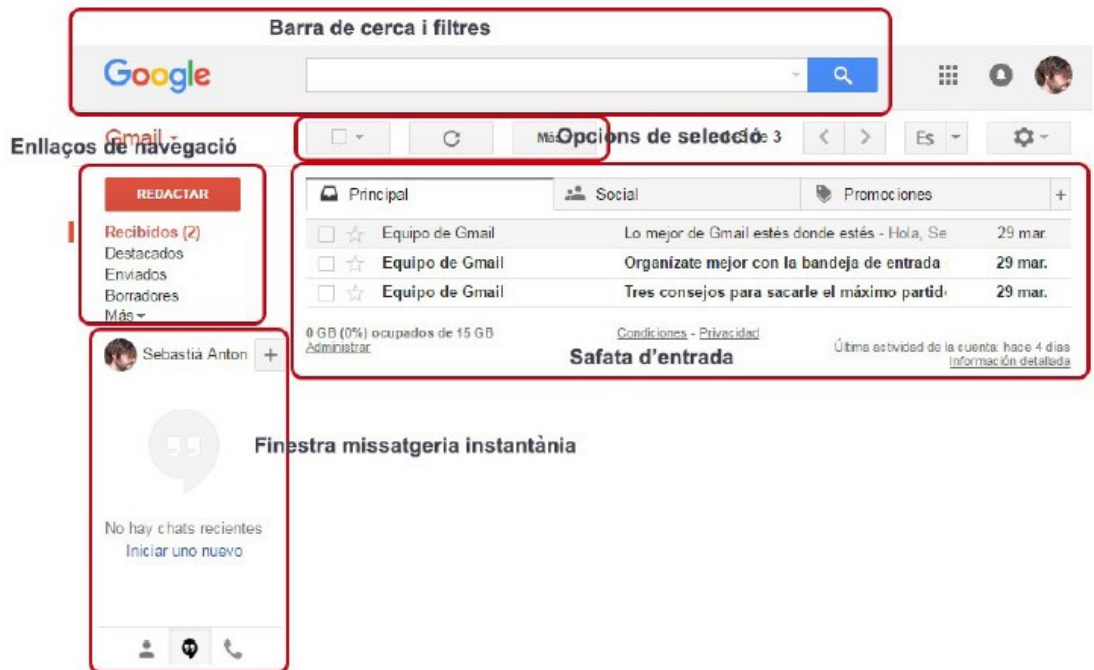 Barra de cerca i filtres
Google
Gmail
Enllaços de navegació
Más
Opcions de selecció
de 3
Es
REDACTAR
Recibidos (2)
Destacados
Enviados
Borradores
Más
Principal
Social
Promociones
+
Equipo de Gmail Lo mejor de Gmail estés donde estés - Hola, Se 29 mar.
Equipo de Gmail Organízate mejor con la bandeja de entrada 29 mar.
Equipo de Gmail Tres consejos para sacarle el máximo partid 29 mar.
0 GB (0%) ocupados de 15 GB
Administrar
Condiciones - Privacidad
Última actividad de la cuenta: hace 4 días
Información detallada
Safata d'entrada
Sebastià Anton +
Finestra missatgeria instantània
No hay chats recientes
Iniciar uno nuevo